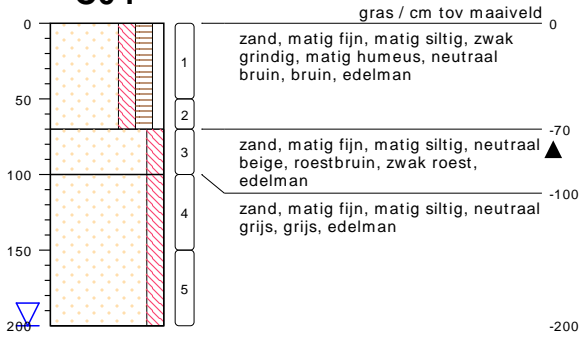 gras / cm tov maaiveld
0
0
zand, matig fijn, matig siltig, zwak
grindig, matig humeus, neutraal
bruin, bruin, edelman
1
50
2
-70
zand, matig fijn, matig siltig, neutraal
beige, roestbruin, zwak roest,
edelman
3
100
-100
zand, matig fijn, matig siltig, neutraal
grijs, grijs, edelman
4
150
5
200
-200